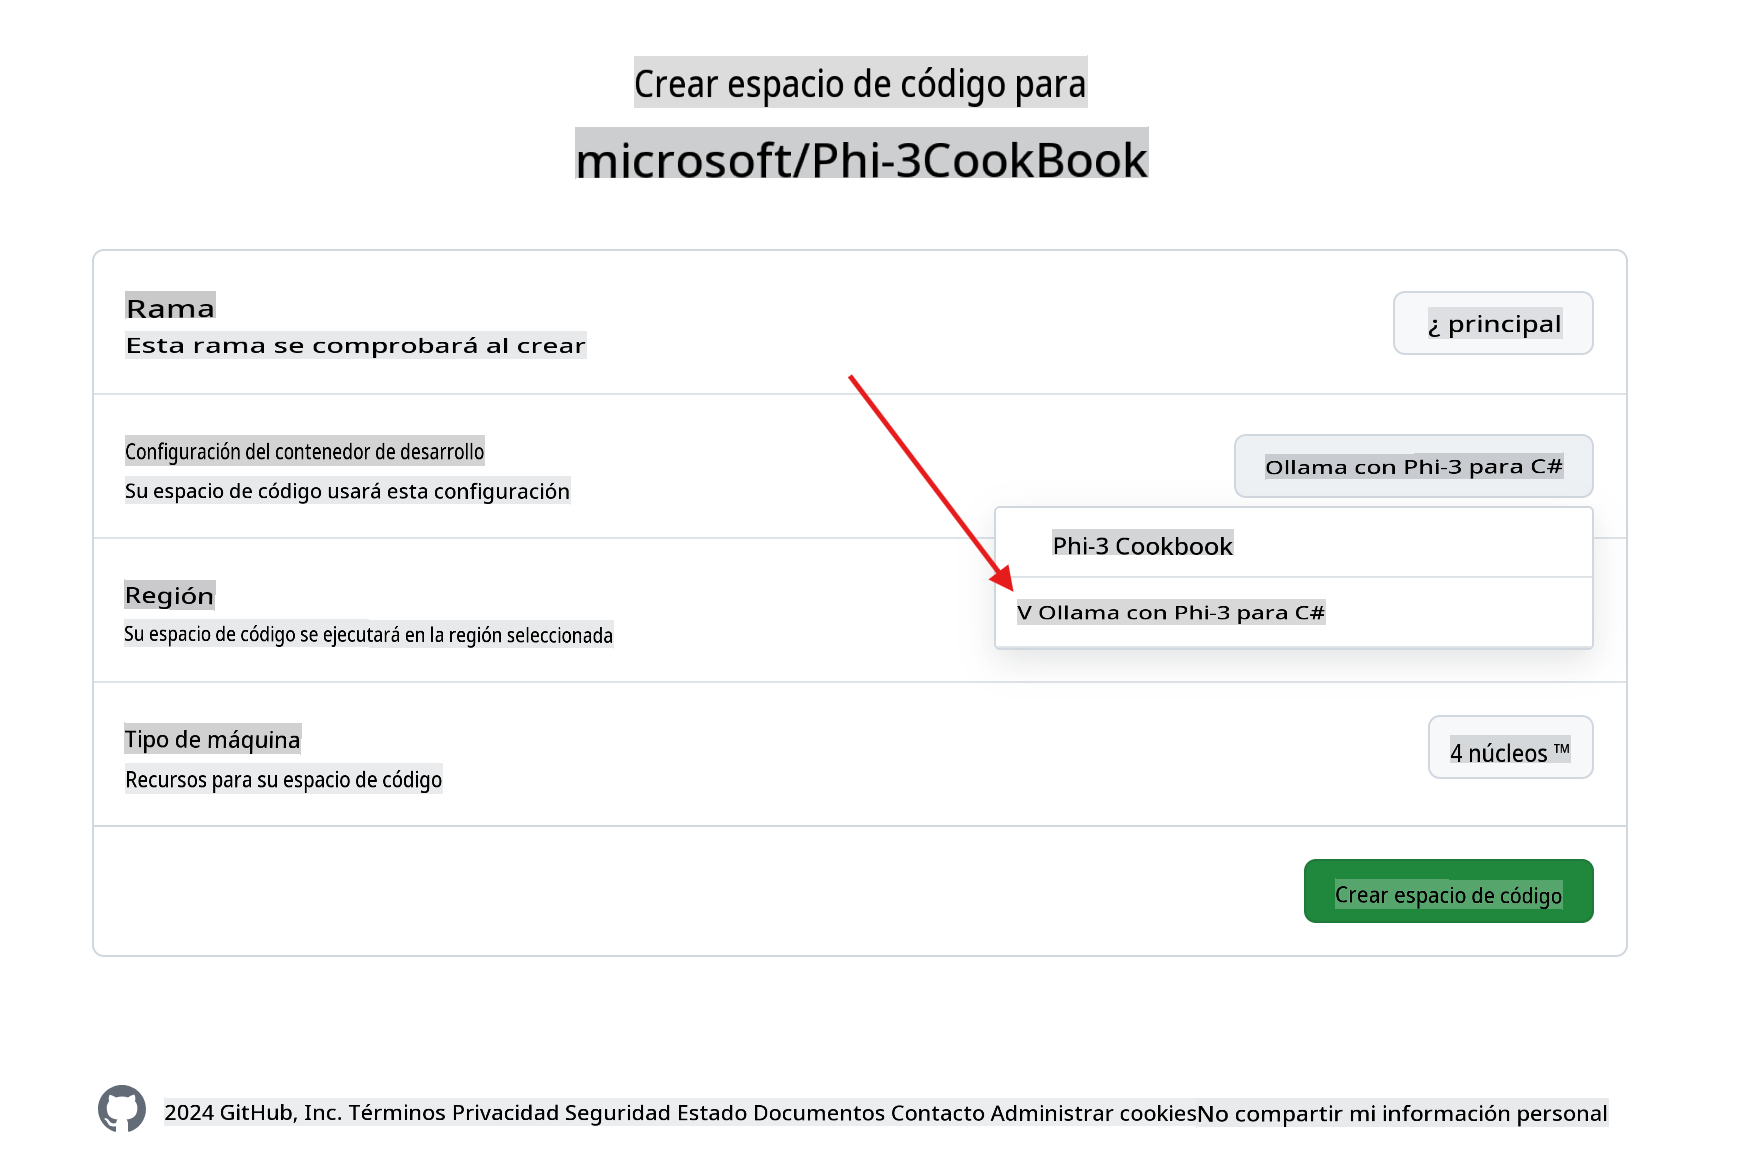 Crear espacio de código para
microsoft/Phi-3CookBook
Rama
Esta rama se comprobará al crear
¿ principal
Configuración del contenedor de desarrollo
Su espacio de código usará esta configuración
Ollama con Phi-3 para C#
Phi-3 Cookbook
V Ollama con Phi-3 para C#
Región
Su espacio de código se ejecutará en la región seleccionada
Tipo de máquina
Recursos para su espacio de código
4 núcleos ™
Crear espacio de código
2024 GitHub, Inc. Términos Privacidad Seguridad Estado Documentos Contacto Administrar cookiesNo compartir mi información personal